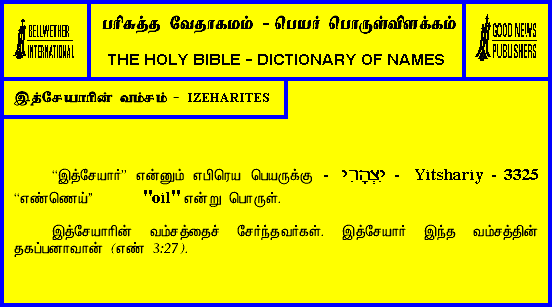 BELLWETHER
INTERNATIONAL
பரிசுத்த வேதாகமம் - பெயர் பொருள்விளக்கம்
THE HOLY BIBLE - DICTIONARY OF NAMES
GOOD NEWS
PUBLISHERS
இத்சேயாரின் வம்சம் - IZEHARITES
“இத்சேயார்” என்னும் எபிரெய பெயருக்கு - יִצְהָרִי - Yitshariy - 3325
“எண்ணெய்” "oil" என்று பொருள்.
இத்சேயாரின் வம்சத்தைச் சேர்ந்தவர்கள். இத்சேயார் இந்த வம்சத்தின்
தகப்பனாவான் (எண் 3:27).